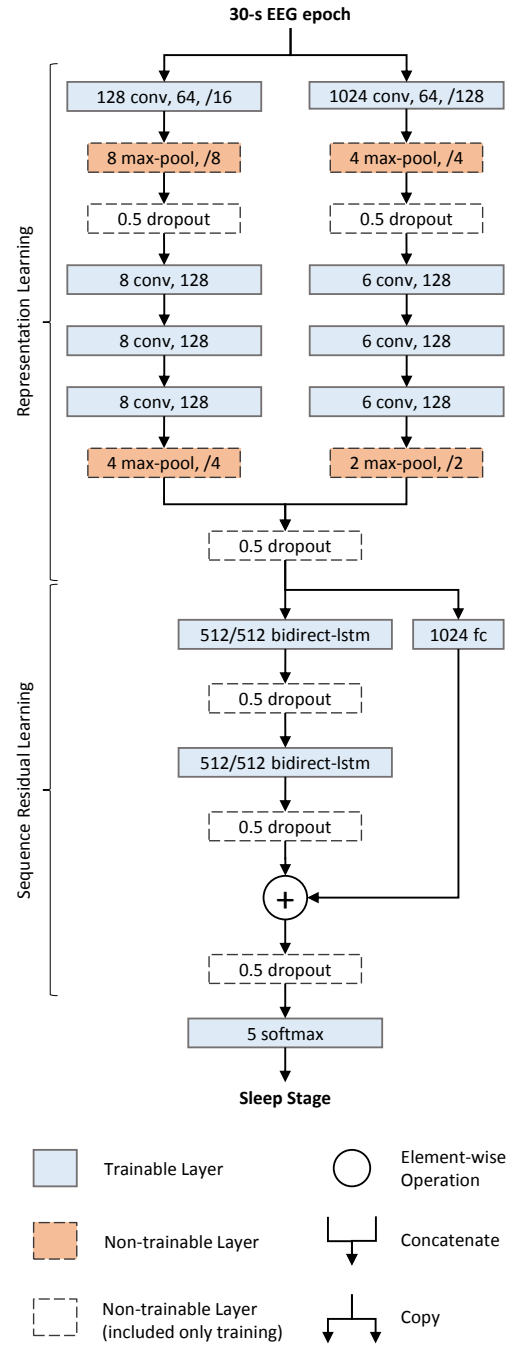 30-s EEG epoch
128 conv, 64, /16
1024 conv, 64, /128
8 max-pool, /8
4 max-pool, /4
0.5 dropout
0.5 dropout
8 conv, 128
6 conv, 128
8 conv, 128
6 conv, 128
8 conv, 128
6 conv, 128
4 max-pool, /4
2 max-pool, /2
0.5 dropout
Representation Learning
512/512 bidirect-lstm
1024 fc
0.5 dropout
512/512 bidirect-lstm
0.5 dropout
+
0.5 dropout
Sequence Residual Learning
5 softmax
Sleep Stage
Trainable Layer
Element-wise
Operation
Non-trainable Layer
Concatenate
Non-trainable Layer
(included only training)
Copy